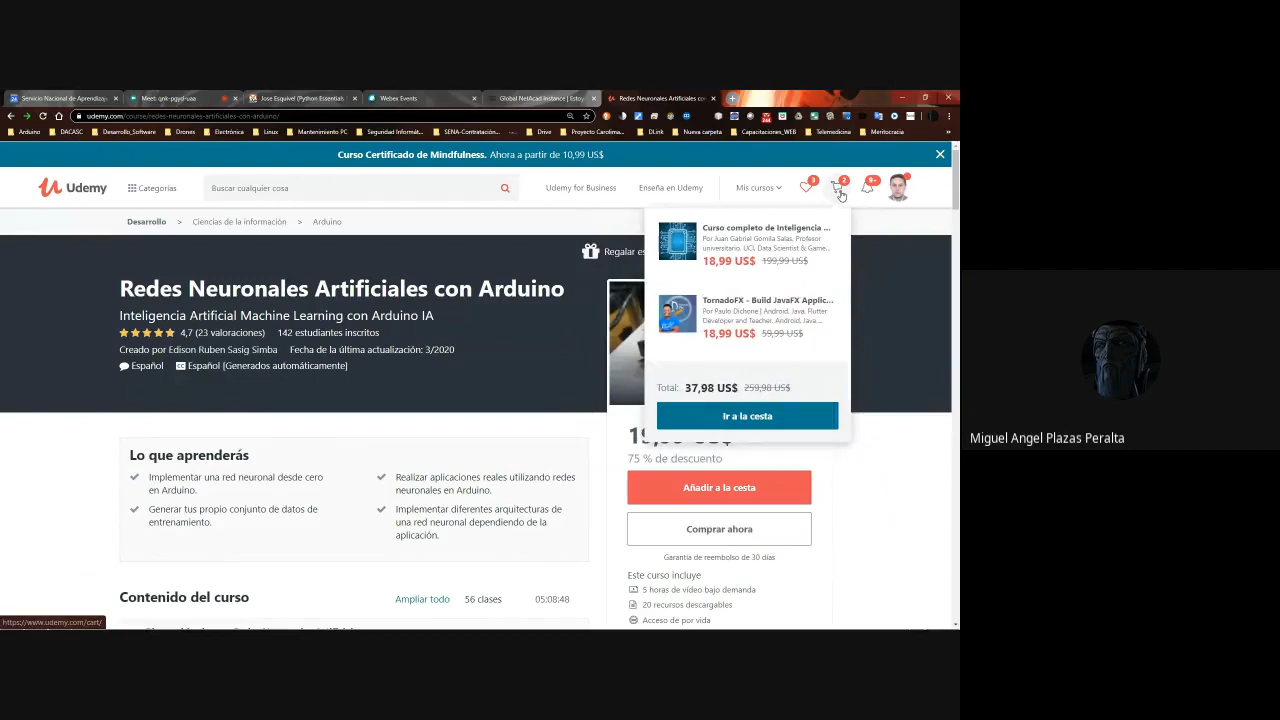 Servicio Nacional de Aprendizaje
Meet: qnk-pgyd-uaa
Jose Esquivel (Python Essentials
Webex Events
Global NetAcad Instance | Estoy
Redes Neuronales Artificiales co
udemy.com/course/redes-neuronales-artificiales-con-arduino/
Arduino
DACASC
Desarrollo_Software
Drones
Electrónica
Linux
Mantenimiento PC
Seguridad Informát...
SENA-Contratación...
Drive
Proyecto Carolima...
DLink
Nueva carpeta
Capacitaciones_WEB
Telemedicina
Meritocracia
Curso Certificado de Mindfulness. Ahora a partir de 10,99 US$
Udemy
Categorías
Buscar cualquier cosa
Udemy for Business
Enseña en Udemy
Mis cursos
3
2
9+
Desarrollo > Ciencias de la información > Arduino
Regalar es
Redes Neuronales Artificiales con Arduino
Inteligencia Artificial Machine Learning con Arduino IA
4,7 (23 valoraciones) 142 estudiantes inscritos
Creado por Edison Ruben Sasig Simba Fecha de la última actualización: 3/2020
Español
CC Español [Generados automáticamente]
Curso completo de Inteligencia ...
Por Juan Gabriel Gomila Salas, Profesor
universitario, UCI, Data Scientist & Game...
18,99 US$ 199,99 US$
TornadoFX - Build JavaFX Applic...
Por Paulo Dichone | Android, Java, Flutter
Developer and Teacher, Android, Java...
18,99 US$ 59,99 US$
Total: 37,98 US$ 259,98 US$
Ir a la cesta
75 % de descuento
Añadir a la cesta
Comprar ahora
Garantía de reembolso de 30 días
Este curso incluye
5 horas de vídeo bajo demanda
20 recursos descargables
Acceso de por vida
Lo que aprenderás
Implementar una red neuronal desde cero
en Arduino.
Generar tus propio conjunto de datos de
entrenamiento.
Realizar aplicaciones reales utilizando redes
neuronales en Arduino.
Implementar diferentes arquitecturas de
una red neuronal dependiendo de la
aplicación.
Contenido del curso
Ampliar todo
56 clases
05:08:48
https://www.udemy.com/cart/
Miguel Angel Plazas Peralta